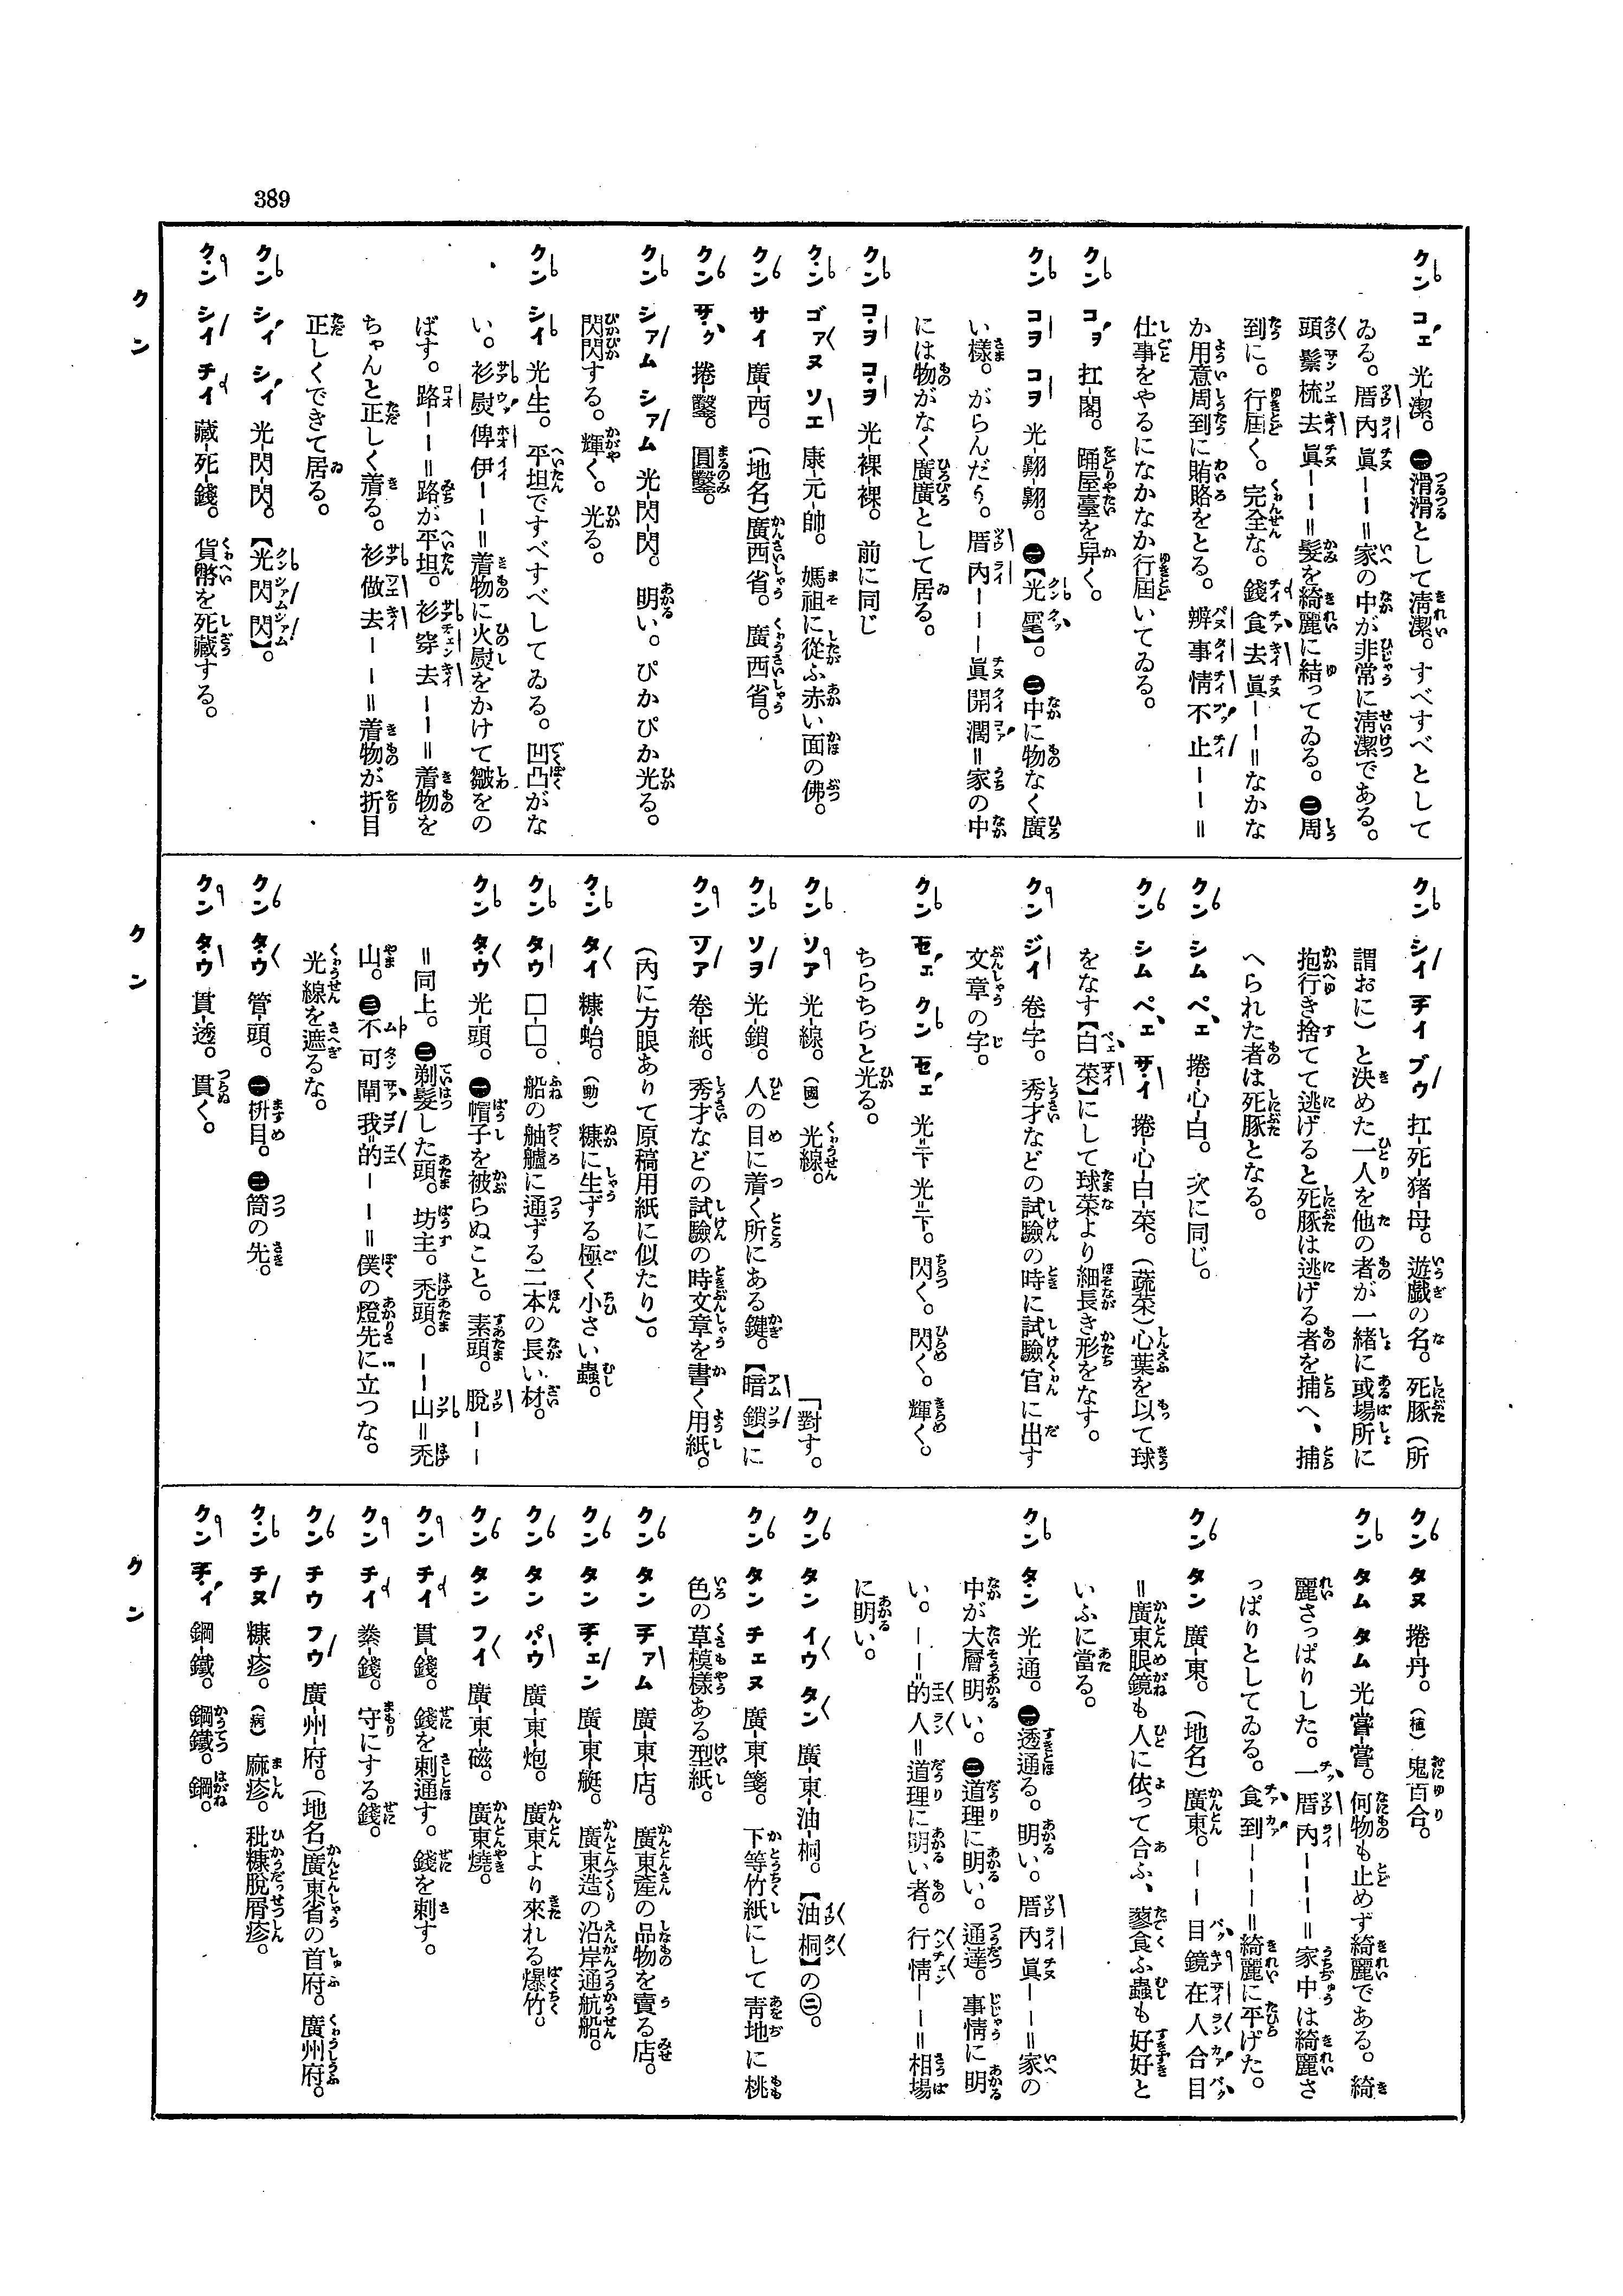 389
クン コェ 光-潔。 ㊀滑滑として淸潔。すべすべとして
ゐる。厝內眞ーー＝家の中が非常に淸潔である。
頭鬃梳去眞ーー＝髮を綺麗に結ってゐる。 ㊁周
到に。行屆く。完全な。錢食去眞ーー＝なかな
か用意周到に賄賂をとる。辨事情不止ーー＝
仕事をやるになかなか行屆いてゐる。
クン コヲ 扛-閣。踊屋臺を舁く。
クン コヲ コヲ 光-翺-翺。 ㊀【光】。 ㊁中に物なく廣
い樣。がらんだう。厝內ーーー眞開濶＝家の中
には物がなく廣廣として居る。
クン コヲ コヲ 光-裸-裸。前に同じ
クン ゴァヌ ソエ 康-元-帥。媽祖に從ふ赤い面の佛。
クン サイ 廣-西。（地名）廣西省。廣西省。
クン サク 捲-鑿。圓鑿。
クン シァム シァム 光-閃-閃。明い。ぴかぴか光る。
閃閃する。輝く。光る。
クン シイ 光-生。平坦ですべすべしてゐる。凹凸がな
い。衫熨俾伊ーー＝着物に火熨をかけて皺をの
ばす。路ーー＝路が平坦。衫穿去ーー＝着物を
ちゃんと正しく着る。衫做去ーー＝着物が折目
正しくできて居る。
クン シイ シイ 光-閃-閃。【光閃閃】。
クン シイ チイ 藏-死-錢。貨幣を死藏する。
クン
クン シイ チイ ブウ 扛-死-猪-母。遊戲の名。死豚（所
謂おに）と決めた一人を他の者が一緖に或場所に
抱行き捨てて逃げると死豚は逃げる者を捕へ、捕
へられた者は死豚となる。
クン シム ペェ 捲-心-白。次に同じ。
クン シム ペェ サイ 捲-心-白-菜。（蔬菜）心葉を以て球
をなす【白菜】にして球菜より細長き形をなす。
クン ジイ 卷-字。秀才などの試驗の時に試驗官に出す
文章の字。
クン セェ クン セェ 光=下光=下。閃く。閃く。輝く。
ちらちらと光る。
クン ソア 光-線。（國）光線。
クン ソヲ 光-鎖。人の目に着く所にある鍵。【暗鎖】に「對す。
クン ソア 卷-紙。秀才などの試驗の時文章を書く用紙。
（內に方眼ありて原稿用紙に似たり）。
クン タイ 糠-蛤。（動）糠に生ずる極く小さい蟲。
クン タウ □-□。船の舳艫に通ずる二本の長い材。
クン タウ 光-頭。 ㊀帽子を被らぬこと。素頭。脫ーー
＝同上。 ㊁剃髮した頭。坊主。禿頭。ーー山＝禿
山。 ㊂不可閘我=的ーー＝僕の燈先に立つな。
光線を遮るな。
クン タウ 管-頭。 ㊀枡目。 ㊁筒の先。
クン タウ 貫-透。貫く。
クン
クン タヌ 捲-丹。（植）鬼百合。
クン タム タム 光-嘗-嘗。何物も止めず綺麗である。綺
麗さっぱりした。一厝內ーーー＝家中は綺麗さ
っぱりとしてゐる。食到ーーー＝綺麗に平げた。
クン タン 廣-東。（地名）廣東。ーー目鏡在人合目
＝廣東眼鏡も人に依って合ふ、蓼食ふ蟲も好好と
いふに當る。
クン タン 光-通。 ㊀透通る。明い。厝內眞ーー＝家の
中が大層明い。 ㊁道理に明い。通達。事情に明
い。ーー=的人＝道理に明い者。行情ーー＝相場
に明い。
クン タン イウ タン 廣-東-油-桐。【油桐】の㊁。
クン タン チェヌ 廣-東-箋。下等竹紙にして靑地に桃
色の草模樣ある型紙。
クン タン チァム 廣-東-店。廣東產の品物を賣る店。
クン タン チェン 廣-東-艇。廣東造の沿岸通航船。
クン タン パウ 廣-東-炮。廣東より來れる爆竹。
クン タン フイ 廣-東-磁。廣東燒。
クン チイ 貫-錢。錢を刺通す。錢を刺す。
クン チイ 錢。守にする錢。
クン チウ フウ 廣-州-府。（地名）廣東省の首府。廣州府。
クン チヌ 糠-疹。（病）麻疹。秕糠脫屑疹。
クン チイ 鋼-鐵。鋼鐵。鋼。
クン